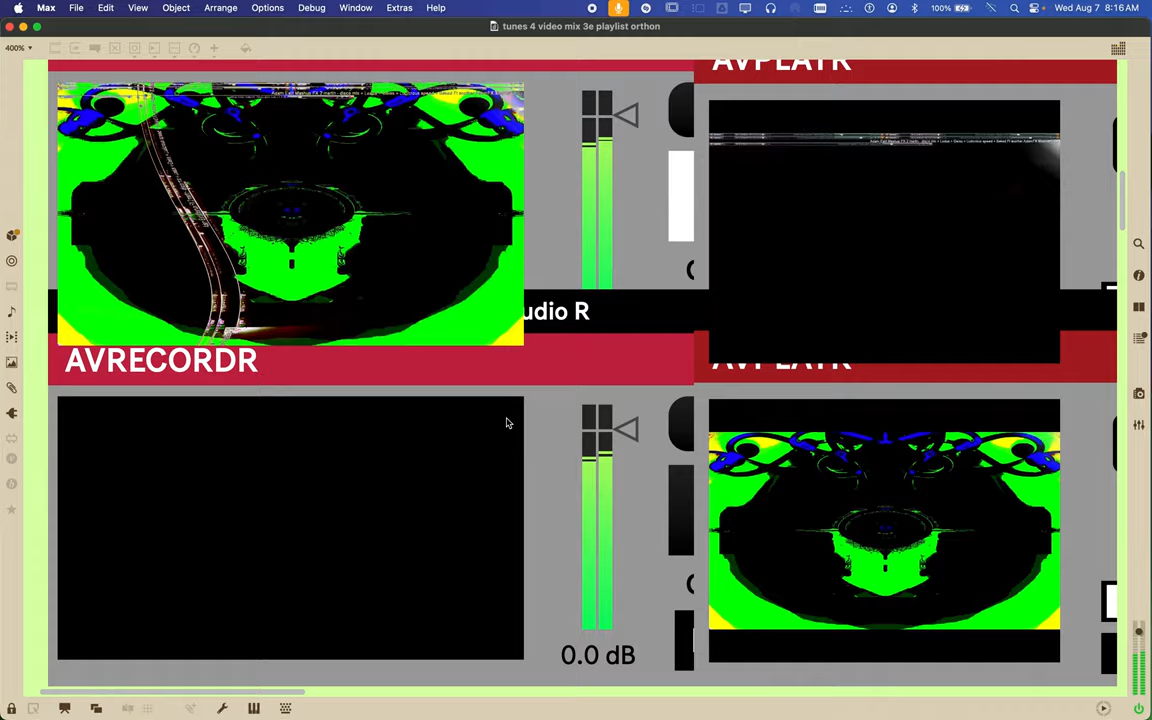 Max File Edit View Object Arrange Options Debug Window Extras Help 100% Wed Aug 7 8:16 AM
tunes 4 video mix 3e playlist orthon
400%
AVPLAYR
udio R
AVRECORDR
AVPLAYR
0.0 dB